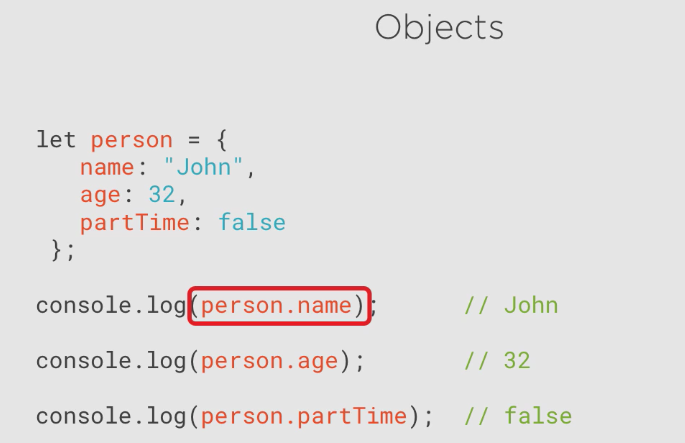 Objects
let person = {
name: "John",
age: 32,
partTime: false
};
console.log(person.name); // John
console.log(person.age); // 32
console.log(person.partTime); // false